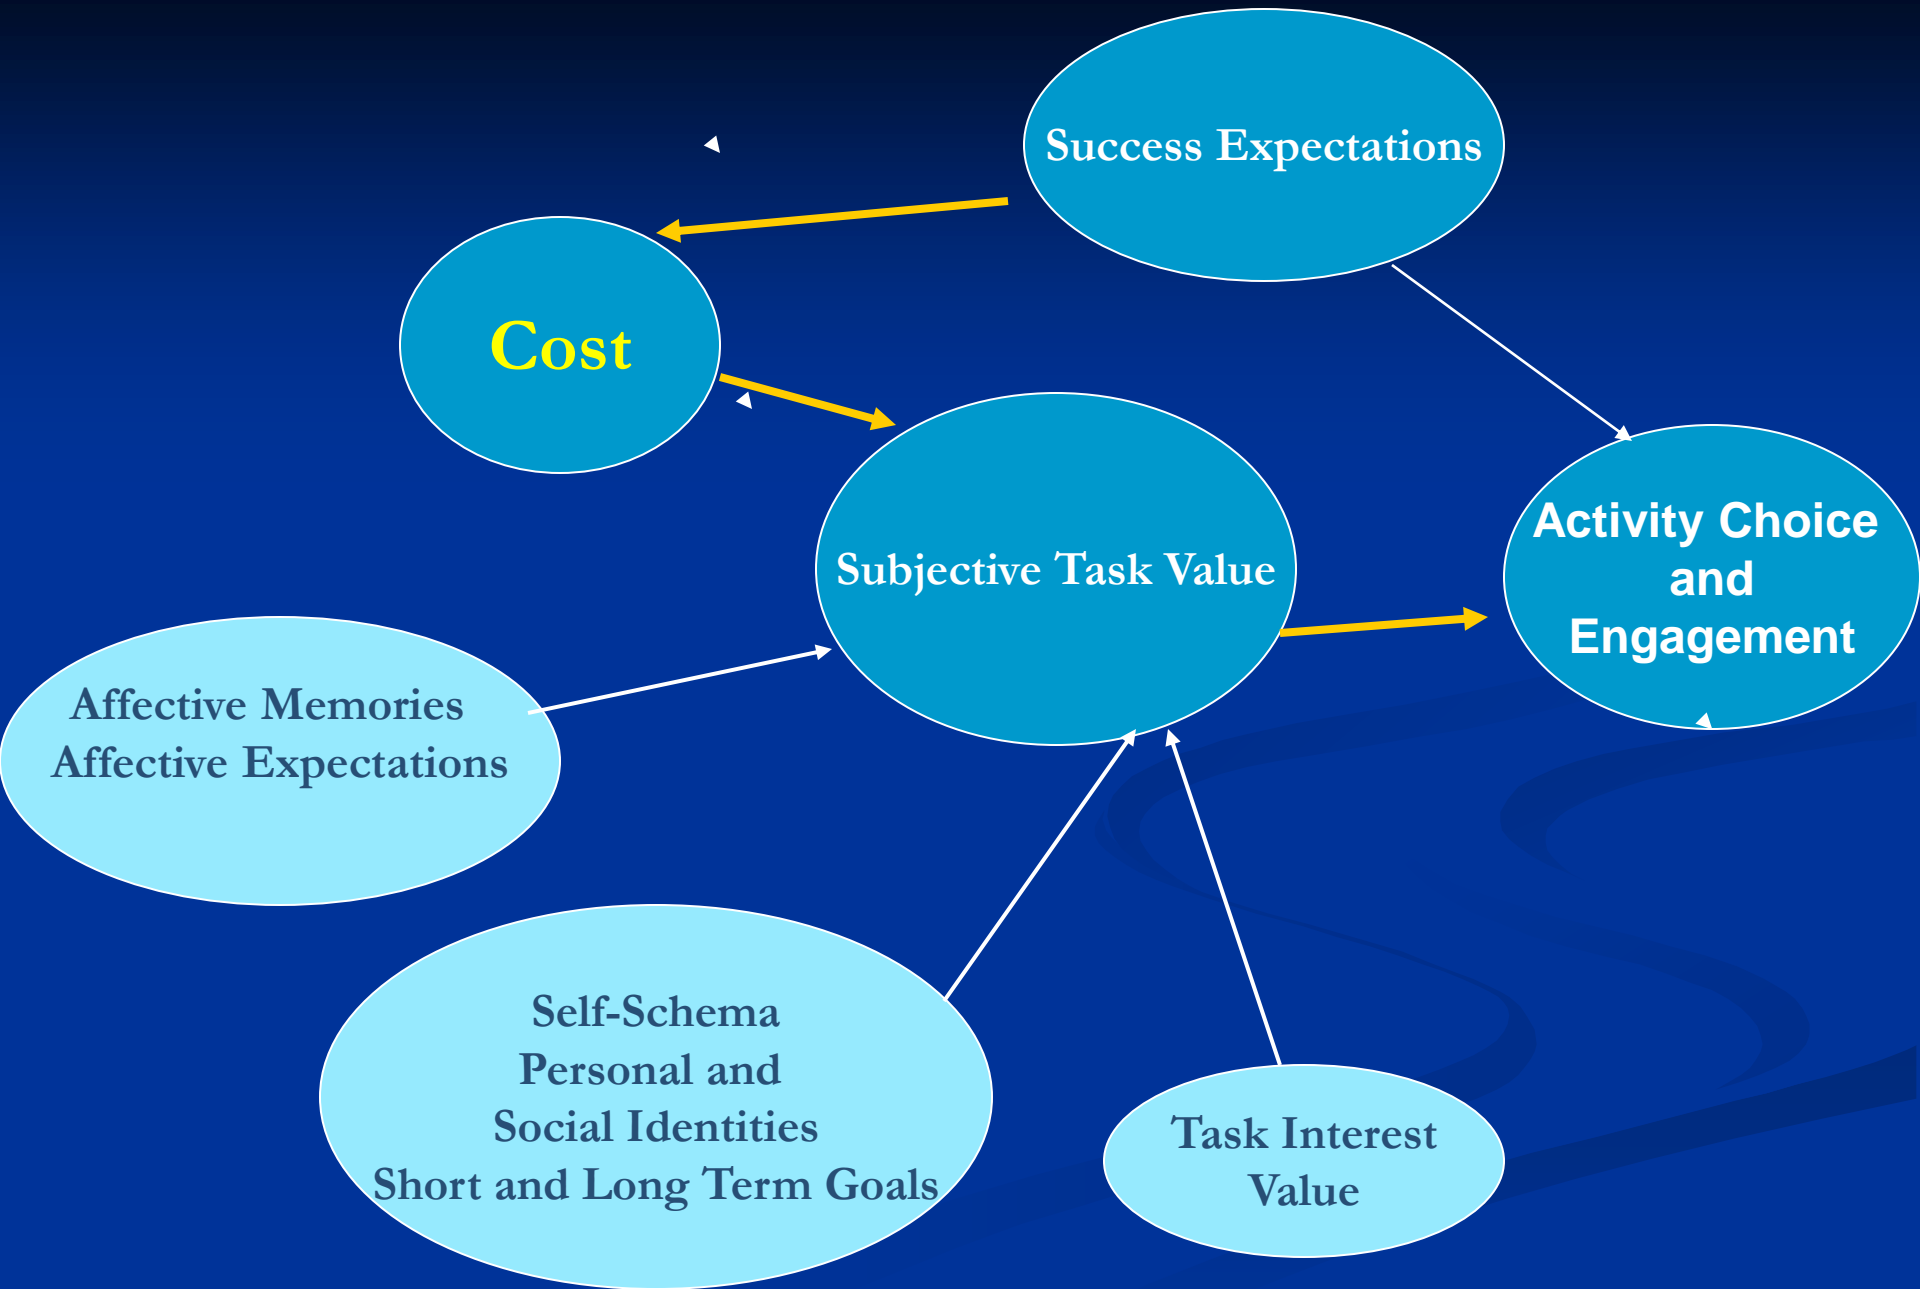 Success Expectations
Cost
Subjective Task Value
Activity Choice
and
Engagement
Affective Memories
Affective Expectations
Self-Schema
Personal and
Social Identities
Short and Long Term Goals
Task Interest
Value